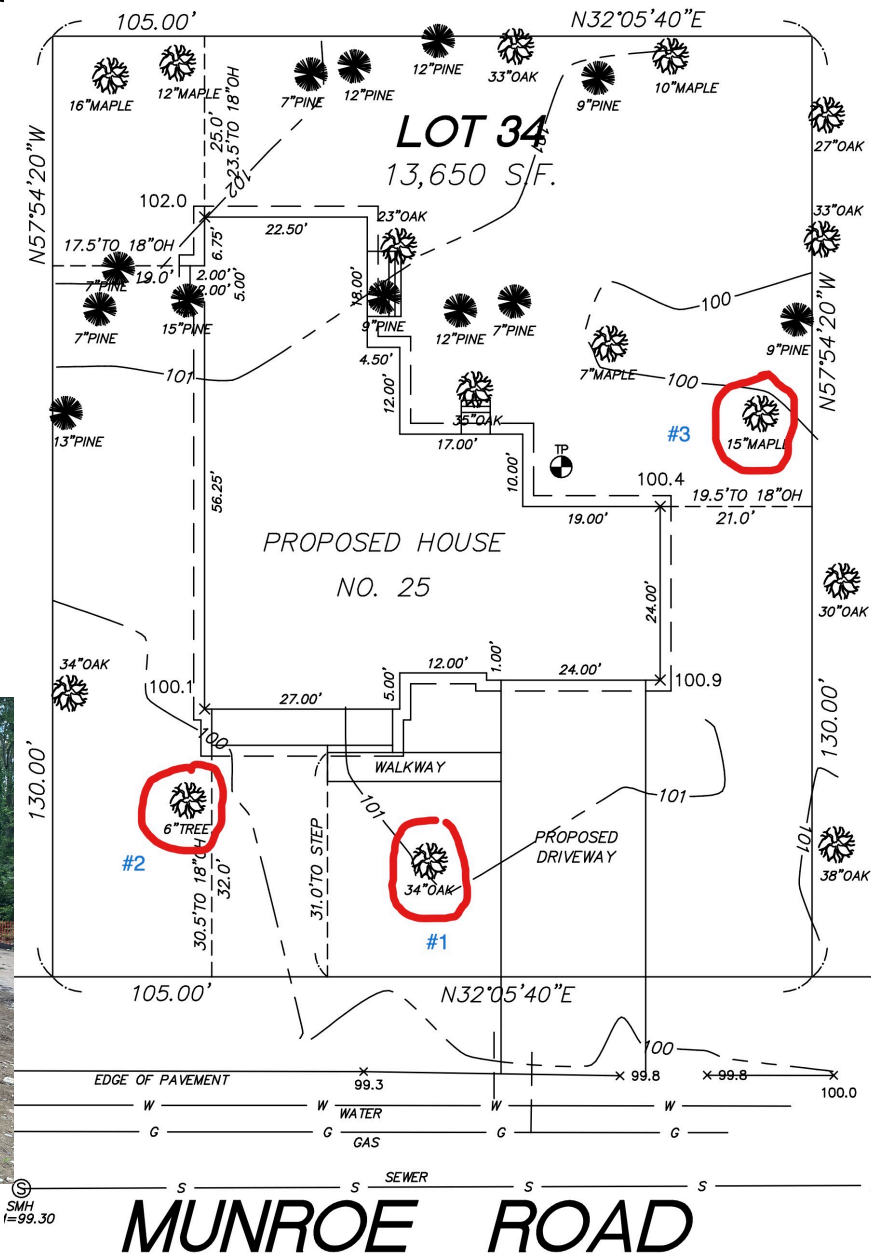 105.00'
N32°05'40"E
12"PINE
33"OAK
16"MAPLE
12"MAPLE
7"PINE
12"PINE
9"PINE
10"MAPLE
25.0'
23.5'TO 18"OH
LOT 34
13,650 S.F.
101
102
27"OAK
N57°54'20"W
102.0
22.50'
23"OAK
33"OAK
17.5'TO 18"OH
19.0'
6.75'
2.00'
2.00'
5.00'
18.00'
7"PINE
7"PINE
15"PINE
9"PINE
12"PINE
7"PINE
100
N57°54'20"W
9"PINE
101
4.50'
7"MAPLE
100
12.00'
13"PINE
35"OAK
17.00'
#3
15"MAPLE
TP
10.00'
100.4
19.5'TO 18"OH
56.25'
19.00'
21.0'
PROPOSED HOUSE
NO. 25
24.00'
30"OAK
34"OAK
100.1
27.00'
5.00'
12.00'
1.00'
24.00'
100.9
100
130.00'
130.00'
WALKWAY
101
101
6"TREE
#2
30.5'TO 18"OH
32.0'
31.0'TO STEP
PROPOSED
DRIVEWAY
101
34"OAK
38"OAK
#1
105.00'
N32°05'40"E
100
EDGE OF PAVEMENT
99.3
99.8
99.8
100.0
W W W W
WATER
G G G G
GAS
SEWER
S S S S S
SMH
I=99.30
MUNROE ROAD